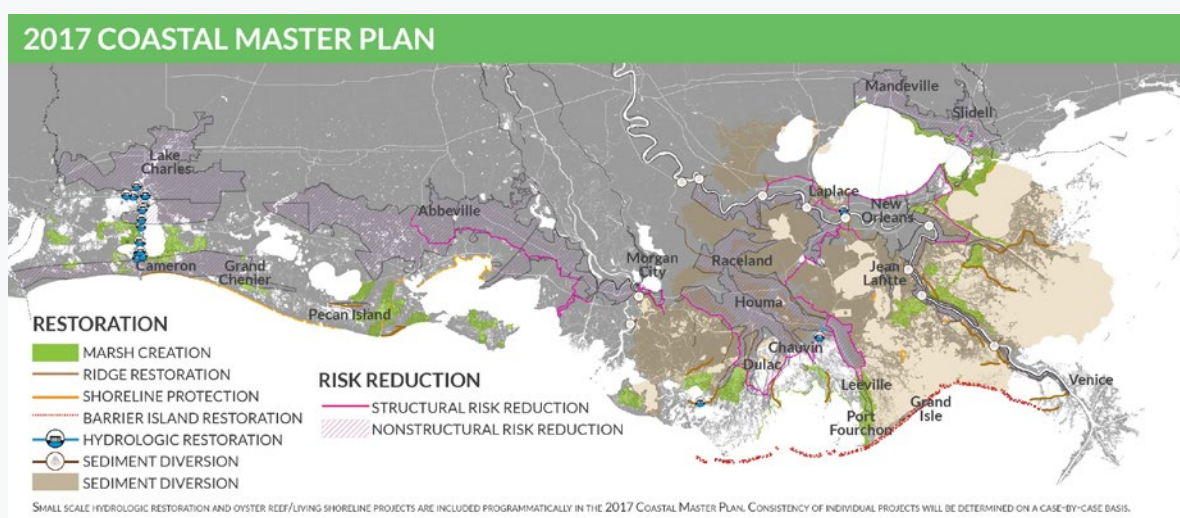 2017 COASTAL MASTER PLAN
Mandeville
Slidell
Lake
Charles
Laplace
New
Orleans
Abbeville
Morgan
City
Raceland
Jean
Lafitte
Cameron
Grand
Chenier
Houma
Pecan Island
Chauvin
Dulac
Leeville
Venice
Grand
Isle
Port
Fourchon
RESTORATION
MARSH CREATION
RIDGE RESTORATION
SHORELINE PROTECTION
BARRIER ISLAND RESTORATION
HYDROLOGIC RESTORATION
SEDIMENT DIVERSION
SEDIMENT DIVERSION
RISK REDUCTION
STRUCTURAL RISK REDUCTION
NONSTRUCTURAL RISK REDUCTION
SMALL SCALE HYDROLOGIC RESTORATION AND OYSTER REEF/LIVING SHORELINE PROJECTS ARE INCLUDED PROGRAMMATICALLY IN THE 2017 COASTAL MASTER PLAN. CONSISTENCY OF INDIVIDUAL PROJECTS WILL BE DETERMINED ON A CASE-BY-CASE BASIS.